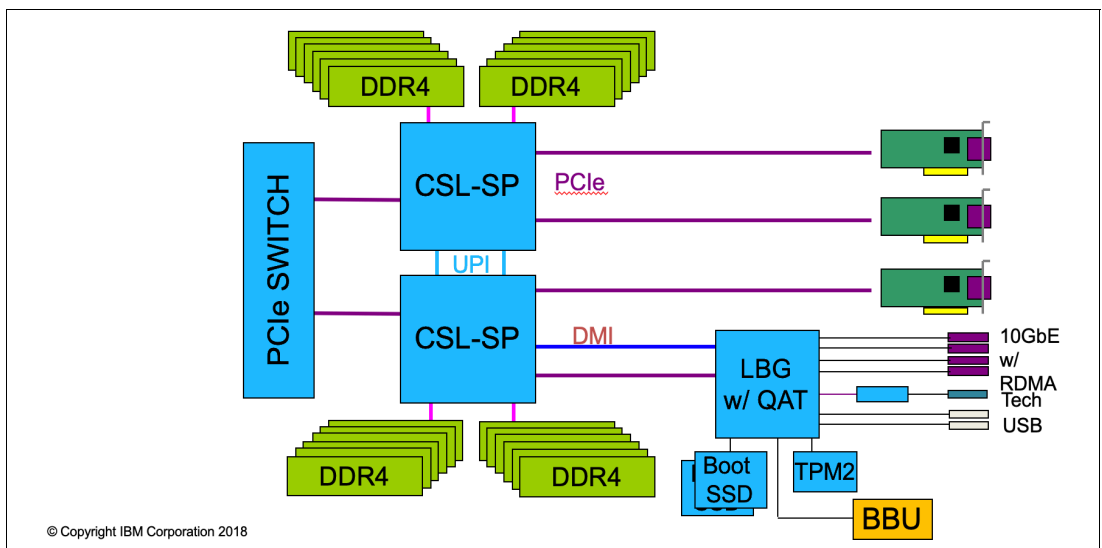 DDR4
DDR4
CSL-SP
PCIe
PCIe SWITCH
UPI
CSL-SP
DMI
LBG
w/ QAT
10GbE
w/
RDMA
Tech
USB
DDR4
DDR4
Boot
SSD
TPM2
BBU
© Copyright IBM Corporation 2018